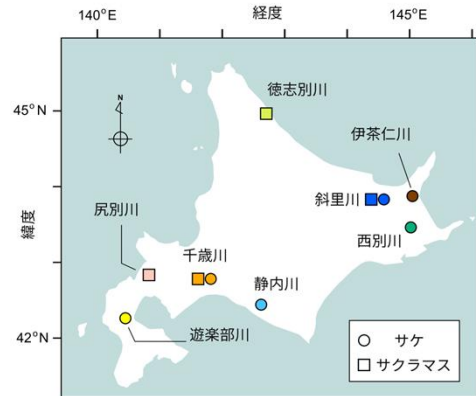 140°E
経度
145°E
45°N
徳志別川
伊茶仁川
斜里川
尻別川
西別川
緯度
千歳川
静内川
遊楽部川
42°N
サケ
サクラマス
N